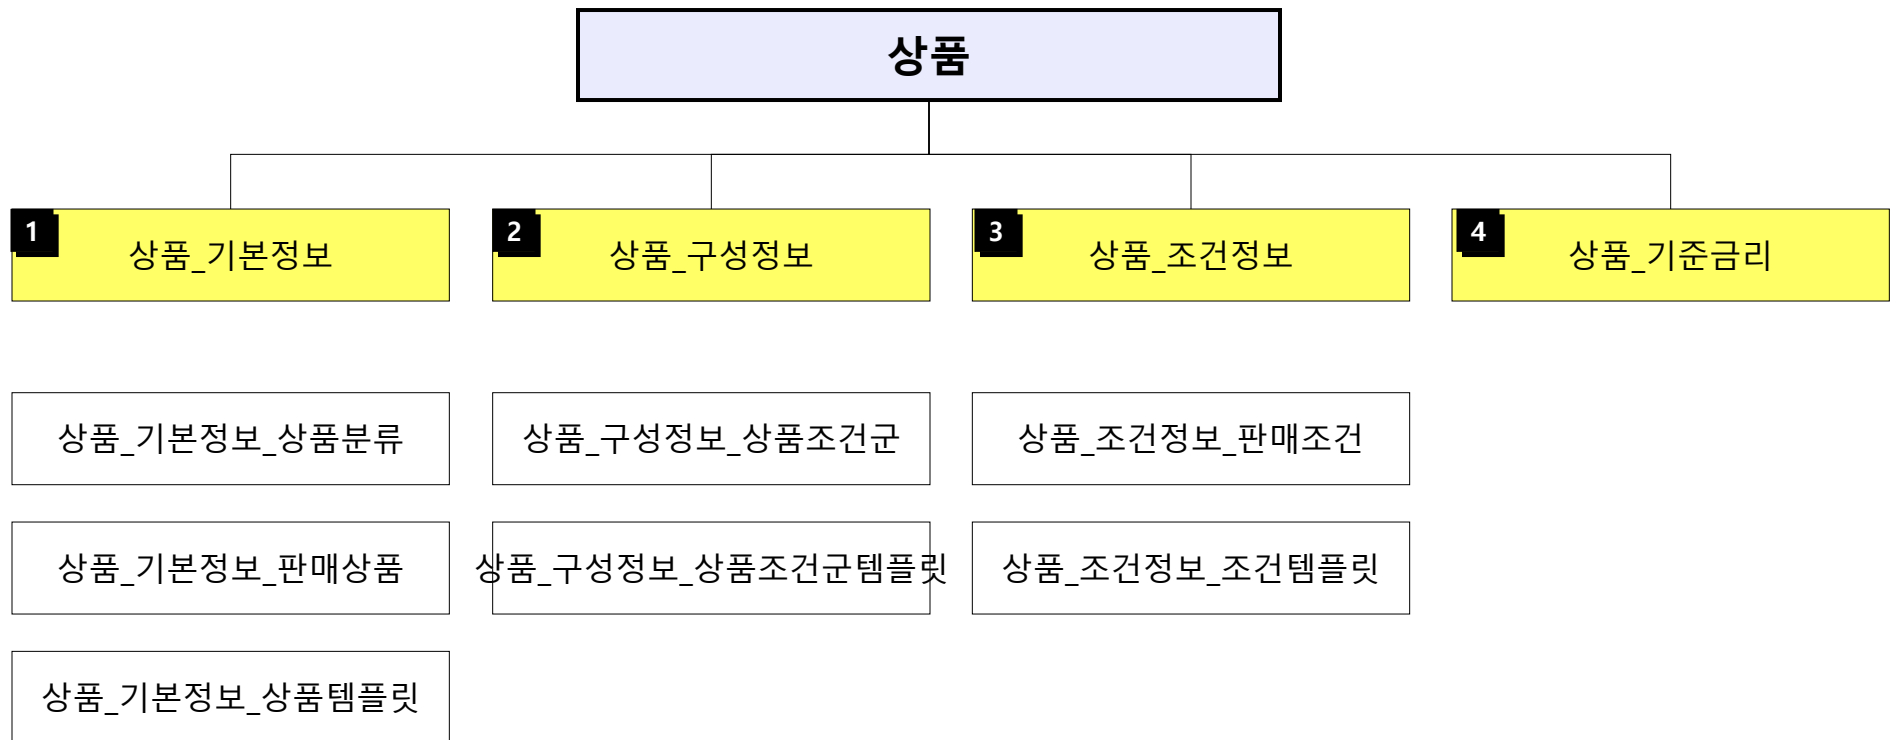 상품
1
상품_기본정보
2
상품_구성정보
3
상품_조건정보
4
상품_기준금리
상품_기본정보_상품분류
상품_구성정보_상품조건군
상품_조건정보_판매조건
상품_기본정보_판매상품
상품_구성정보_상품조건군템플릿
상품_조건정보_조건템플릿
상품_기본정보_상품템플릿